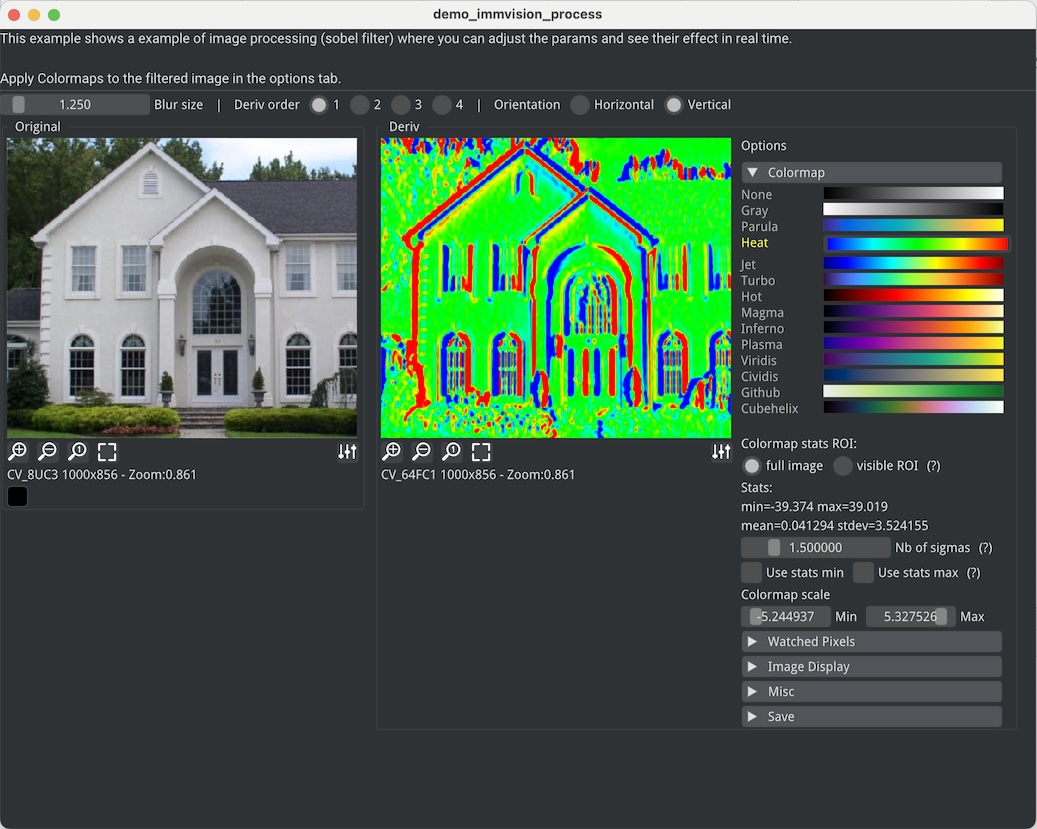 demo_immvision_process
This example shows a example of image processing (sobel filter) where you can adjust the params and see their effect in real time.
Apply Colormaps to the filtered image in the options tab.
1.250 Blur size | Deriv order 1 2 3 4 | Orientation Horizontal Vertical
Original
CV_8UC3 1000x856 - Zoom:0.861
Deriv
CV_64FC1 1000x856 - Zoom:0.861
Options
Colormap
None
Gray
Parula
Heat
Jet
Turbo
Hot
Magma
Inferno
Plasma
Viridis
Cividis
Github
Cubehelix
Colormap stats ROI:
full image visible ROI (?)
Stats:
min=-39.374 max=39.019
mean=0.041294 stdev=3.524155
1.500000 Nb of sigmas (?)
Use stats min Use stats max (?)
Colormap scale
-5.244937 Min 5.327526 Max
Watched Pixels
Image Display
Misc
Save